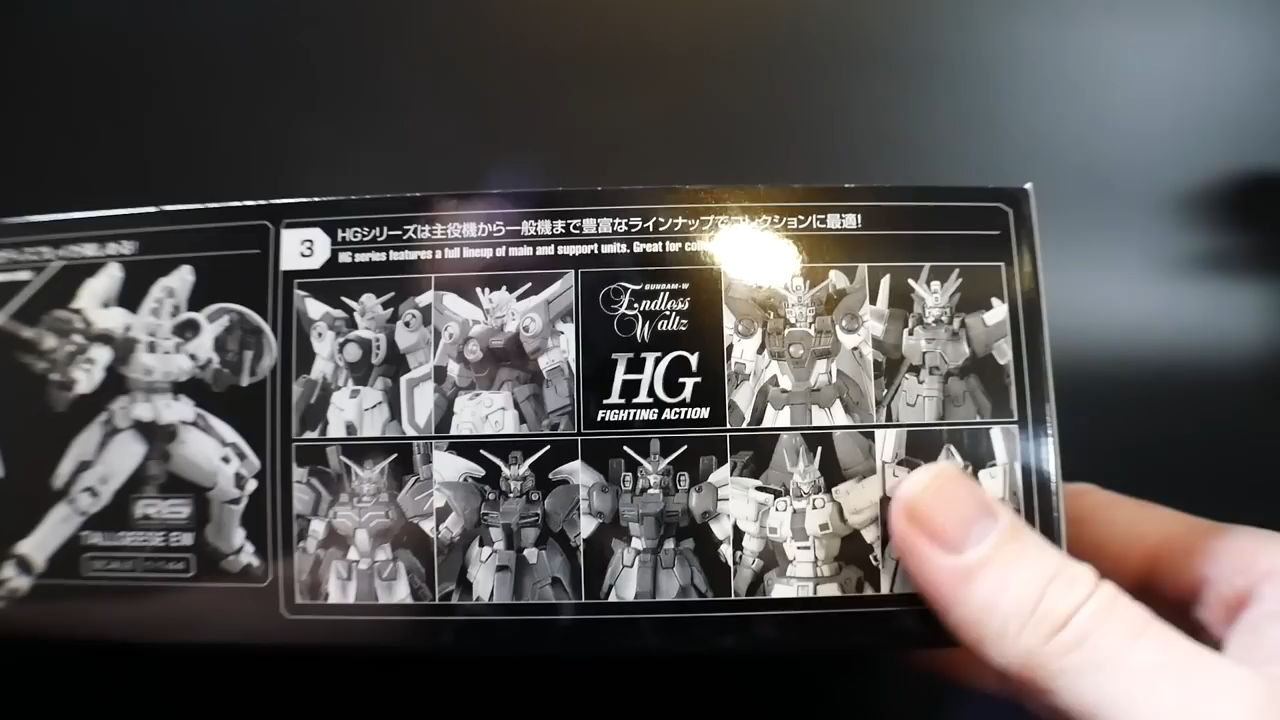 3
HGシリーズは主役機から一般機まで豊富なラインナップでコレクションに最適!
HG series features a full lineup of main and support units. Great for
GUNDAM-W
Endless
Waltz
HG
FIGHTING ACTION
RG
TALLGEESE EW